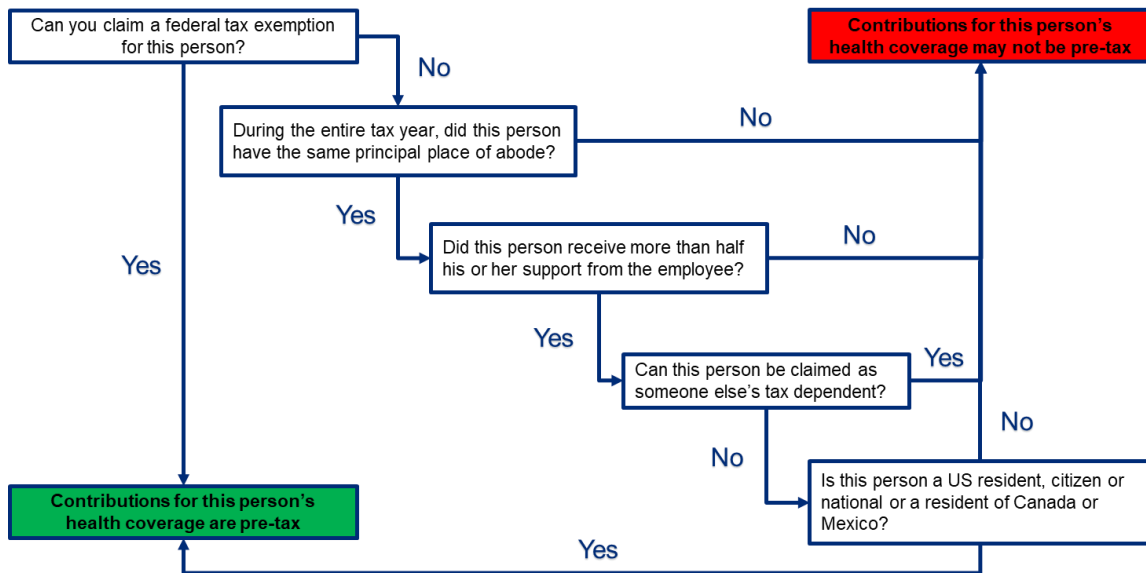 Can you claim a federal tax exemption
for this person?
Contributions for this person's
health coverage may not be pre-tax
No
During the entire tax year, did this person
have the same principal place of abode?
No
Yes
Did this person receive more than half
his or her support from the employee?
No
Yes
Yes
Can this person be claimed as
someone else's tax dependent?
Yes
No
No
Is this person a US resident, citizen or
national or a resident of Canada or
Mexico?
Contributions for this person's
health coverage are pre-tax
Yes